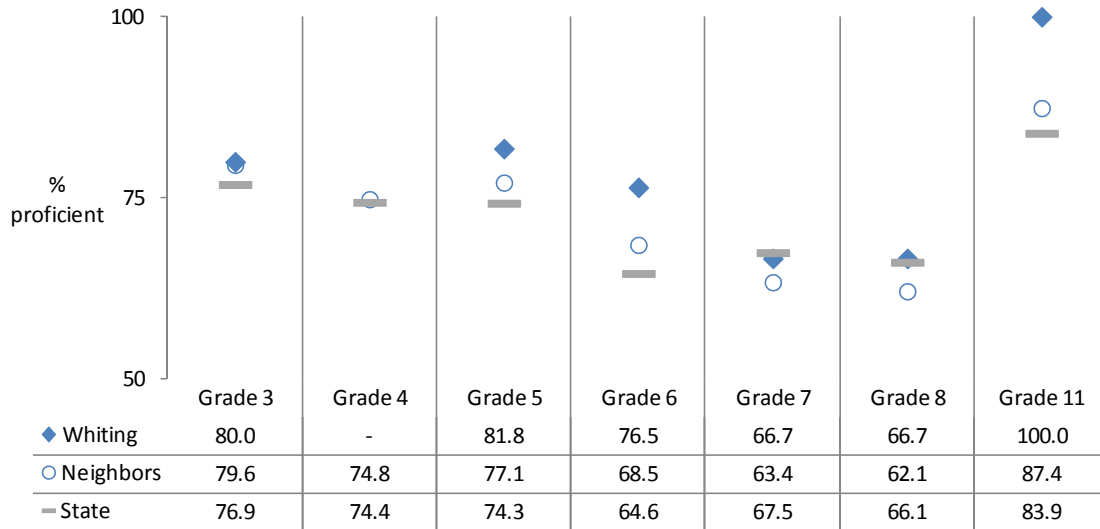 100
75
50
%
proficient
Grade 3 Grade 4 Grade 5 Grade 6 Grade 7 Grade 8 Grade 11
Whiting 80.0 - 81.8 76.5 66.7 66.7 100.0
Neighbors 79.6 74.8 77.1 68.5 63.4 62.1 87.4
State 76.9 74.4 74.3 64.6 67.5 66.1 83.9